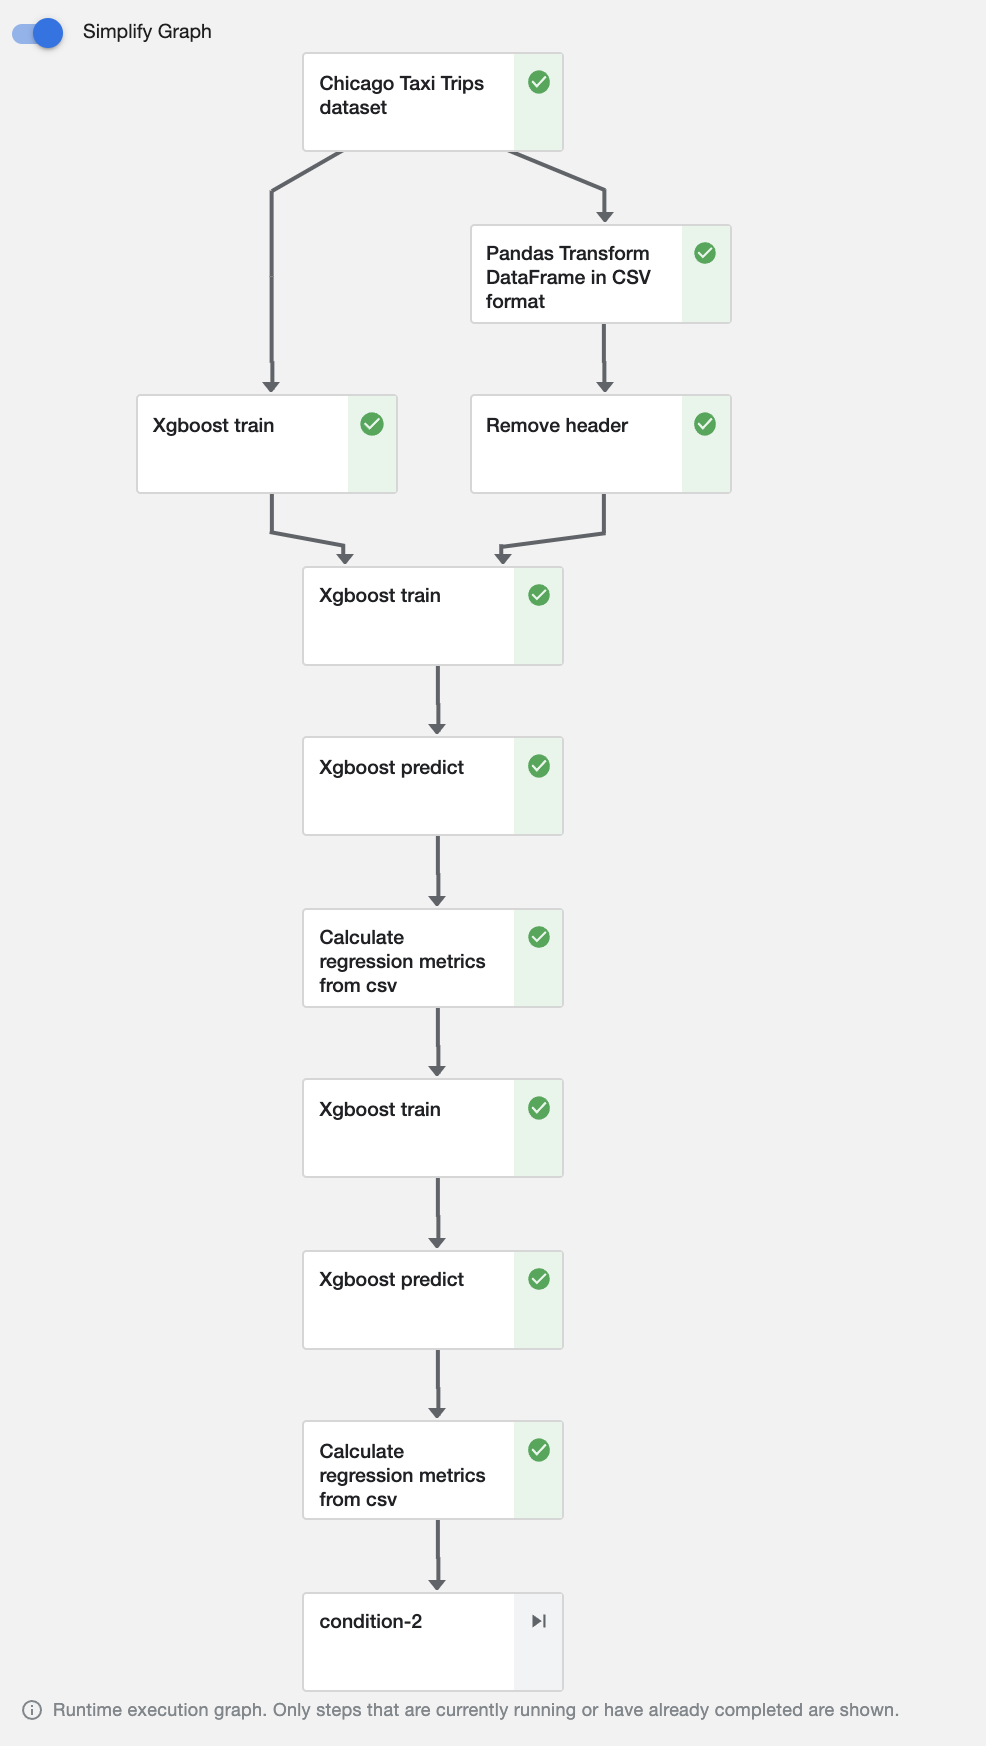 Simplify Graph
Chicago Taxi Trips
dataset
Pandas Transform
DataFrame in CSV
format
Xgboost train
Remove header
Xgboost train
Xgboost predict
Calculate
regression metrics
from csv
Xgboost train
Xgboost predict
Calculate
regression metrics
from csv
condition-2
Runtime execution graph. Only steps that are currently running or have already completed are shown.